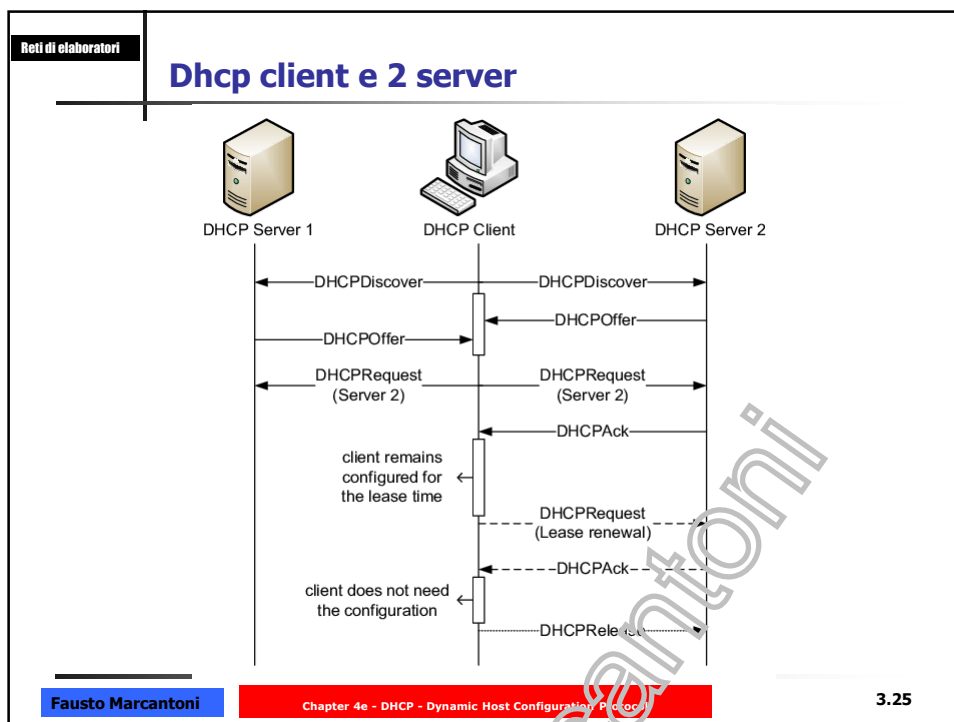 Reti di elaboratori
Dhcp client e 2 server
DHCP Server 1
DHCP Client
DHCP Server 2
DHCPDiscover
DHCPDiscover
DHCPOffer
DHCPOffer
DHCPRequest
(Server 2)
DHCPRequest
(Server 2)
DHCPAck
client remains
configured for
the lease time
DHCPRequest
(Lease renewal)
DHCPAck
client does not need
the configuration
DHCPRelease
Fausto Marcantoni
Chapter 4e - DHCP - Dynamic Host Configuration Protocol
3.25